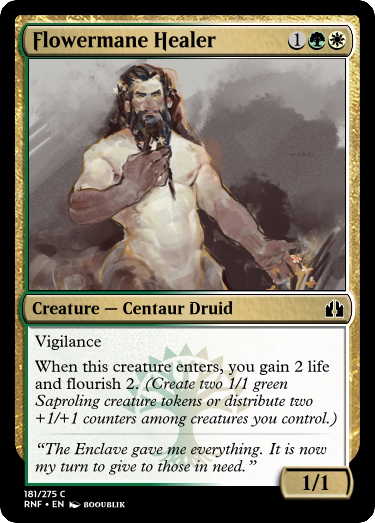 Flowermane Healer 1
Creature — Centaur Druid
Vigilance
When this creature enters, you gain 2 life
and flourish 2. (Create two 1/1 green
Saproling creature tokens or distribute two
+1/+1 counters among creatures you control.)
“The Enclave gave me everything. It is now
my turn to give to those in need.”
1/1
181/275 C
RNF • EN BOOUBLIK